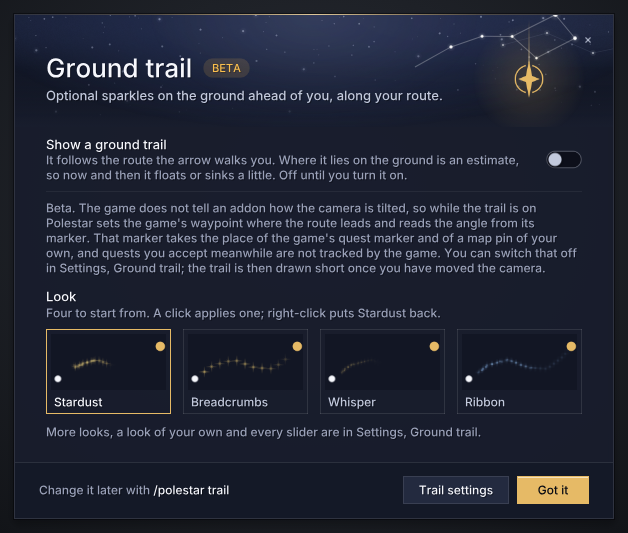 Ground trail BETA
Optional sparkles on the ground ahead of you, along your route.
Show a ground trail
It follows the route the arrow walks you. Where it lies on the ground is an estimate,
so now and then it floats or sinks a little. Off until you turn it on.
Beta. The game does not tell an addon how the camera is tilted, so while the trail is on
Polestar sets the game's waypoint where the route leads and reads the angle from its
marker. That marker takes the place of the game's quest marker and of a map pin of your
own, and quests you accept meanwhile are not tracked by the game. You can switch that off
in Settings, Ground trail; the trail is then drawn short once you have moved the camera.
Look
Four to start from. A click applies one; right-click puts Stardust back.
Stardust
Breadcrumbs
Whisper
Ribbon
More looks, a look of your own and every slider are in Settings, Ground trail.
Change it later with /polestar trail
Trail settings
Got it